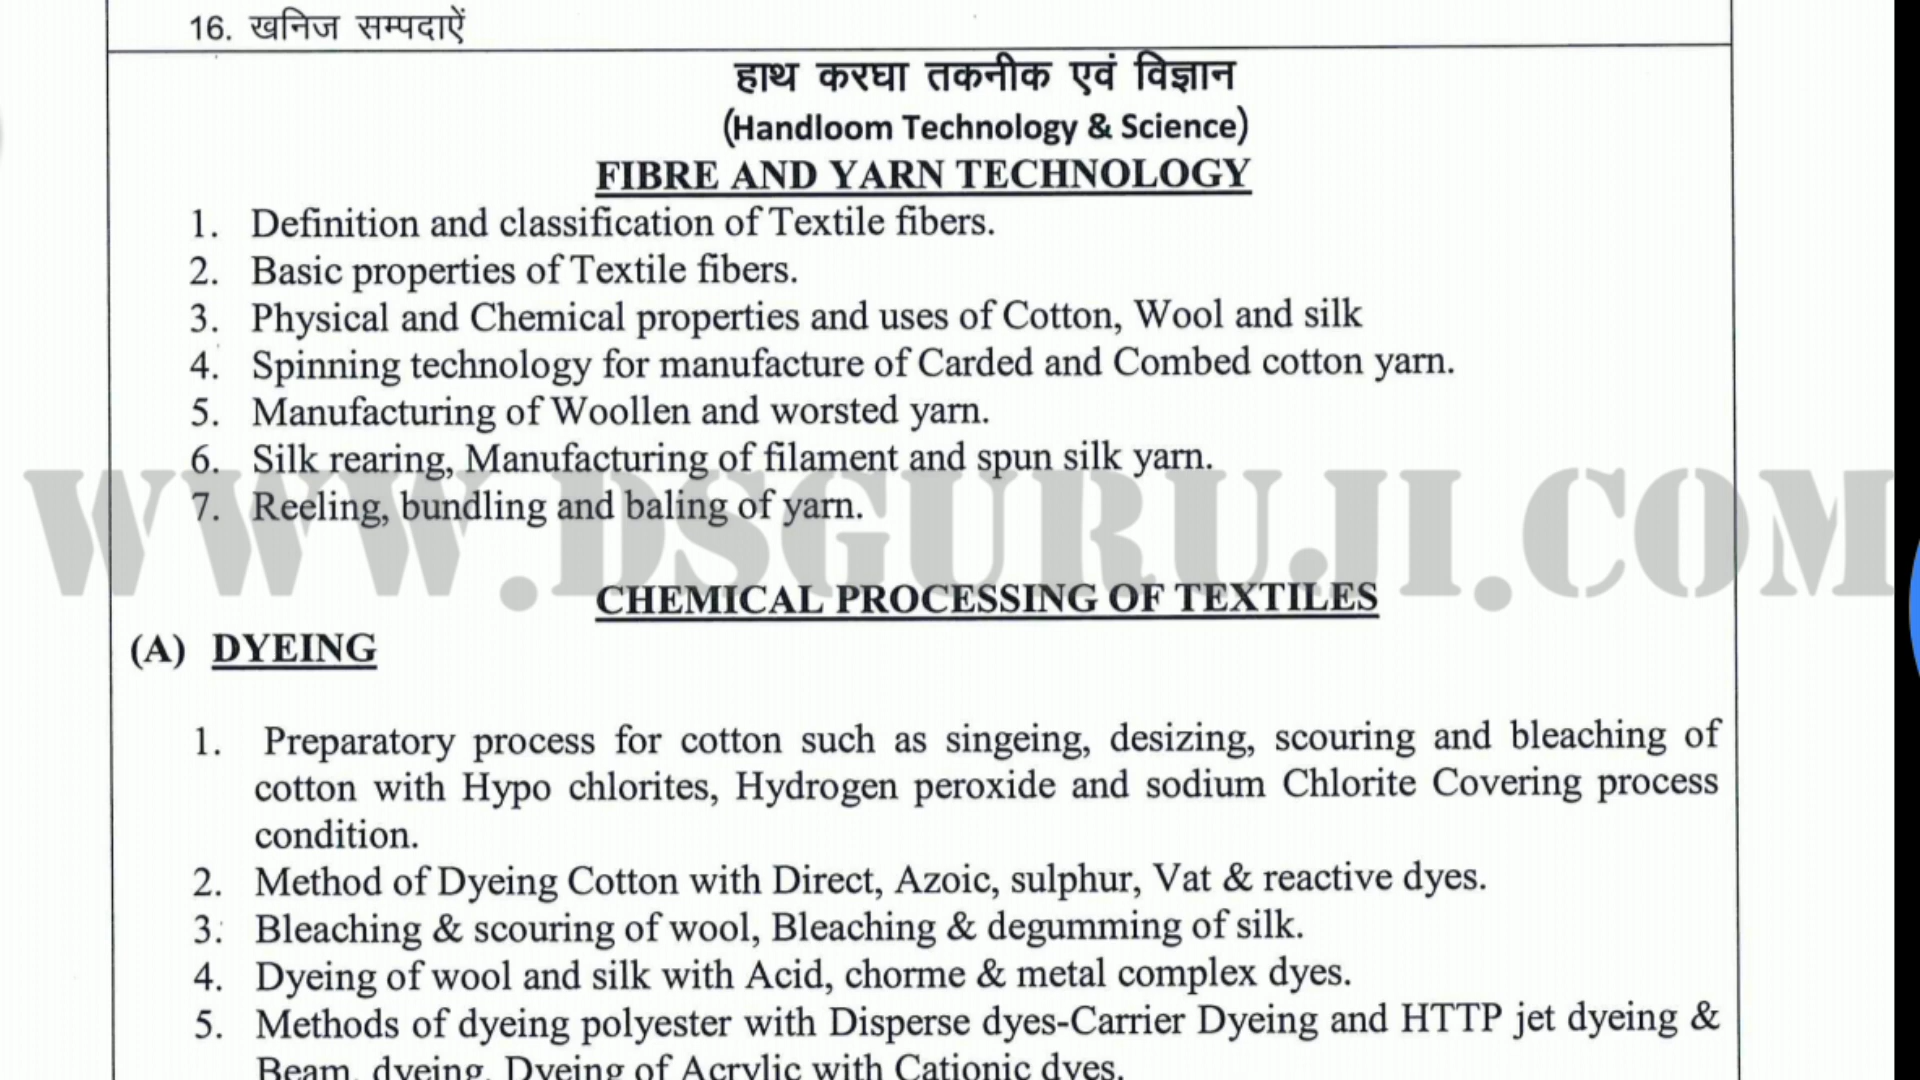 16. खनिज सम्पदाऐं
हाथ करघा तकनीक एवं विज्ञान
(Handloom Technology & Science)
FIBRE AND YARN TECHNOLOGY
1. Definition and classification of Textile fibers.
2. Basic properties of Textile fibers.
3. Physical and Chemical properties and uses of Cotton, Wool and silk
4. Spinning technology for manufacture of Carded and Combed cotton yarn.
5. Manufacturing of Woollen and worsted yarn.
6. Silk rearing, Manufacturing of filament and spun silk yarn.
7. Reeling, bundling and baling of yarn.
WWW.DSGURUJI.COM
CHEMICAL PROCESSING OF TEXTILES
(A) DYEING
1. Preparatory process for cotton such as singeing, desizing, scouring and bleaching of
cotton with Hypo chlorites, Hydrogen peroxide and sodium Chlorite Covering process
condition.
2. Method of Dyeing Cotton with Direct, Azoic, sulphur, Vat & reactive dyes.
3. Bleaching & scouring of wool, Bleaching & degumming of silk.
4. Dyeing of wool and silk with Acid, chorme & metal complex dyes.
5. Methods of dyeing polyester with Disperse dyes-Carrier Dyeing and HTTP jet dyeing &
Beam, dyeing, Dyeing of Acrylic with Cationic dyes.